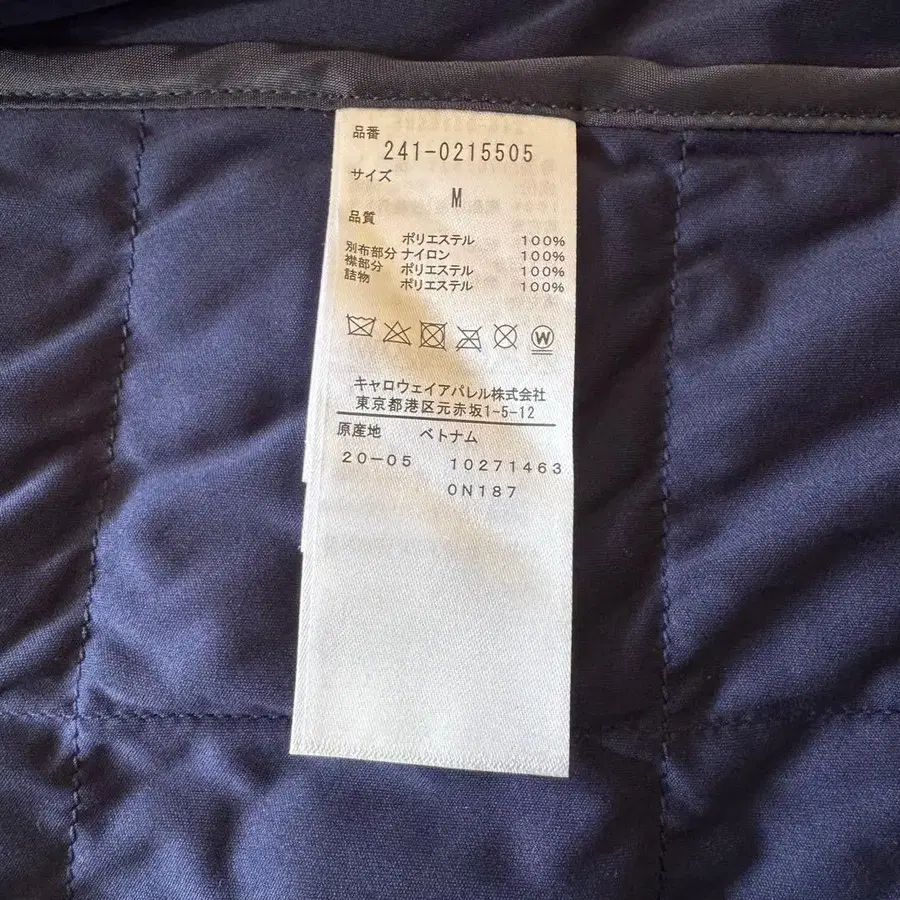 品番
241-0215505
サイズ
M
品質
ポリエステル 100%
別布部分 ナイロン 100%
襟部分 ポリエステル 100%
詰物 ポリエステル 100%
W
キャロウェイアパレル株式会社
東京都港区元赤坂1-5-12
原産地 ベトナム
20-05 10271463
0N187